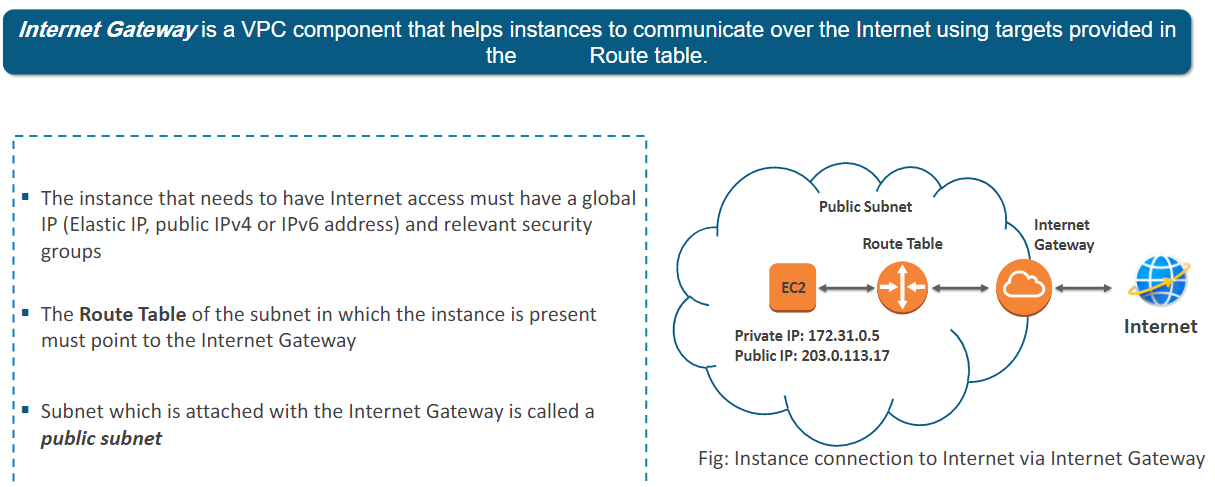 Internet Gateway is a VPC component that helps instances to communicate over the Internet using targets provided in
the Route table.
▪ The instance that needs to have Internet access must have a global
IP (Elastic IP, public IPv4 or IPv6 address) and relevant security
groups
▪ The Route Table of the subnet in which the instance is present
must point to the Internet Gateway
▪ Subnet which is attached with the Internet Gateway is called a
public subnet
Public Subnet
Route Table
Internet
Gateway
EC2
Private IP: 172.31.0.5
Public IP: 203.0.113.17
Internet
Fig: Instance connection to Internet via Internet Gateway